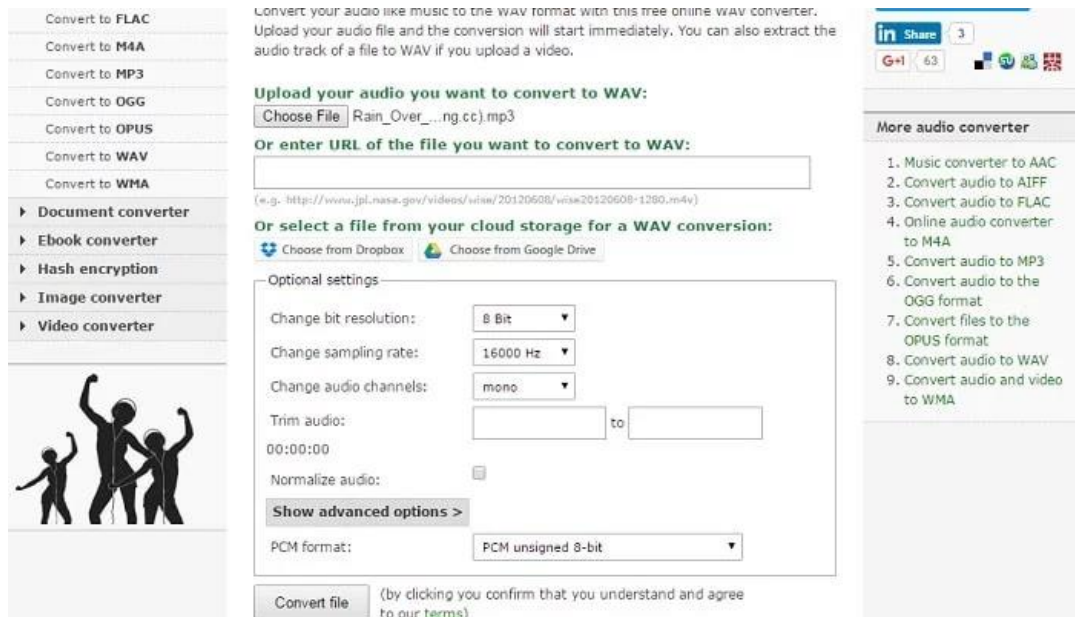 Convert to FLAC
Convert to M4A
Convert to MP3
Convert to OGG
Convert to OPUS
Convert to WAV
Convert to WMA
Document converter
Ebook converter
Hash encryption
Image converter
Video converter
Convert your audio like music to the WAV format with this free online WAV converter.
Upload your audio file and the conversion will start immediately. You can also extract the
audio track of a file to WAV if you upload a video.
Upload your audio you want to convert to WAV:
Choose File Rain_Over_...ng.cc).mp3
Or enter URL of the file you want to convert to WAV:
(e.g. http://www.jpl.nasa.gov/videos/wise/20120608/wise20120608-1280.m4v)
Or select a file from your cloud storage for a WAV conversion:
Choose from Dropbox Choose from Google Drive
Optional settings
Change bit resolution: 8 Bit
Change sampling rate: 16000 Hz
Change audio channels: mono
Trim audio: to
00:00:00
Normalize audio:
Show advanced options >
PCM format: PCM unsigned 8-bit
Convert file (by clicking you confirm that you understand and agree
to our terms)
in Share 3
G+1 63
More audio converter
1. Music converter to AAC
2. Convert audio to AIFF
3. Convert audio to FLAC
4. Online audio converter
to M4A
5. Convert audio to MP3
6. Convert audio to the
OGG format
7. Convert files to the
OPUS format
8. Convert audio to WAV
9. Convert audio and video
to WMA